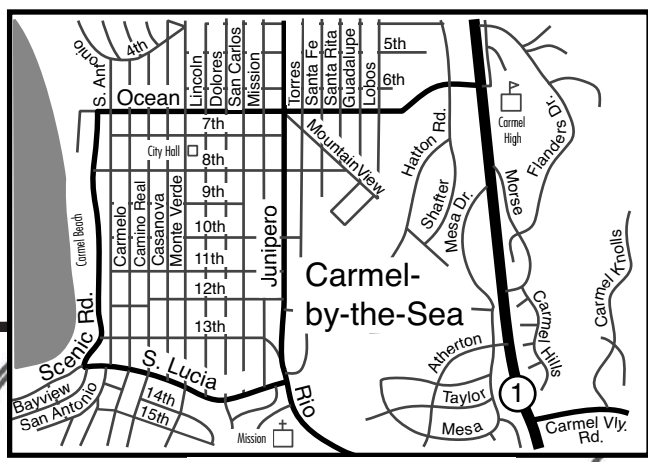 S. Antonio
4th
Lincoln
Dolores
San Carlos
Mission
Torres
Santa Fe
Santa Rita
Guadalupe
Lobos
5th
6th
Ocean
7th
City Hall
8th
Mountain View
Hatton Rd.
Carmel
High
Flanders Dr.
Carmel Beach
Carmelo
Camino Real
Casanova
Monte Verde
9th
10th
11th
12th
13th
Junipero
Shafter
Mesa Dr.
Morse
Carmel-
by-the-Sea
Carmel Knolls
Carmel Hills
Scenic Rd.
S. Lucia
Bayview
San Antonio
14th
15th
Mission
Rio
Atherton
Taylor
Mesa
1
Carmel Vly.
Rd.